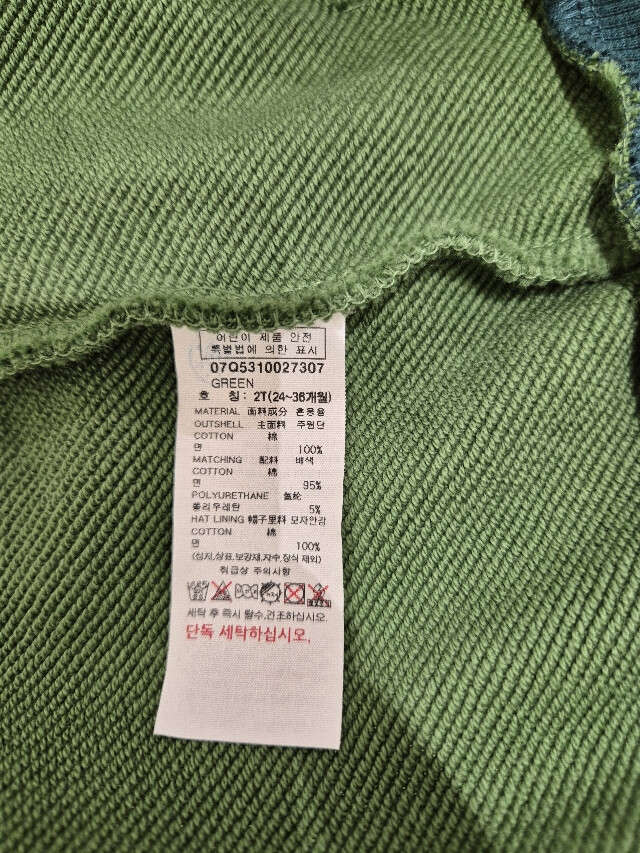 어린이 제품 안전
특별법에 의한 표시
07Q5310027307
GREEN
호 칭: 2T(24~36개월)
MATERIAL 面料成分 혼용율
OUTSHELL 主面料 주원단
COTTON 棉
면 100%
MATCHING 配料 배색
COTTON 棉
면 95%
POLYURETHANE 氨纶
폴리우레탄 5%
HAT LINING 帽子里料 모자안감
COTTON 棉
면 100%
(심지,상표,보강재,자수,장식 제외)
취급상 주의사항
세탁 후 즉시 탈수,건조하십시오.
단독 세탁하십시오.